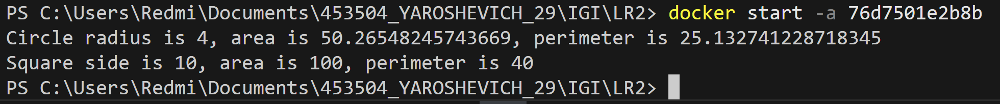 PS C:\Users\Redmi\Documents\453504_YAROSHEVICH_29\IGI\LR2> docker start -a 76d7501e2b8b
Circle radius is 4, area is 50.26548245743669, perimeter is 25.132741228718345
Square side is 10, area is 100, perimeter is 40
PS C:\Users\Redmi\Documents\453504_YAROSHEVICH_29\IGI\LR2>